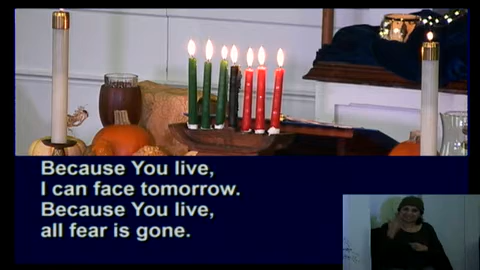 Because You live,
I can face tomorrow.
Because You live,
all fear is gone.